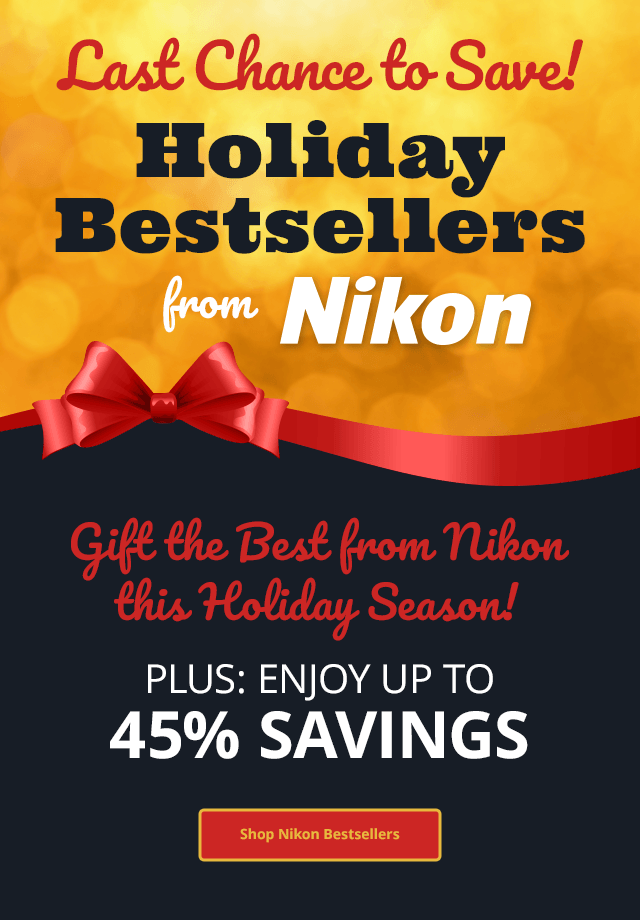 Last Chance to Save!
Holiday
Bestsellers
from Nikon
Gift the Best from Nikon
this Holiday Season!
PLUS: ENJOY UP TO
45% SAVINGS
Shop Nikon Bestsellers